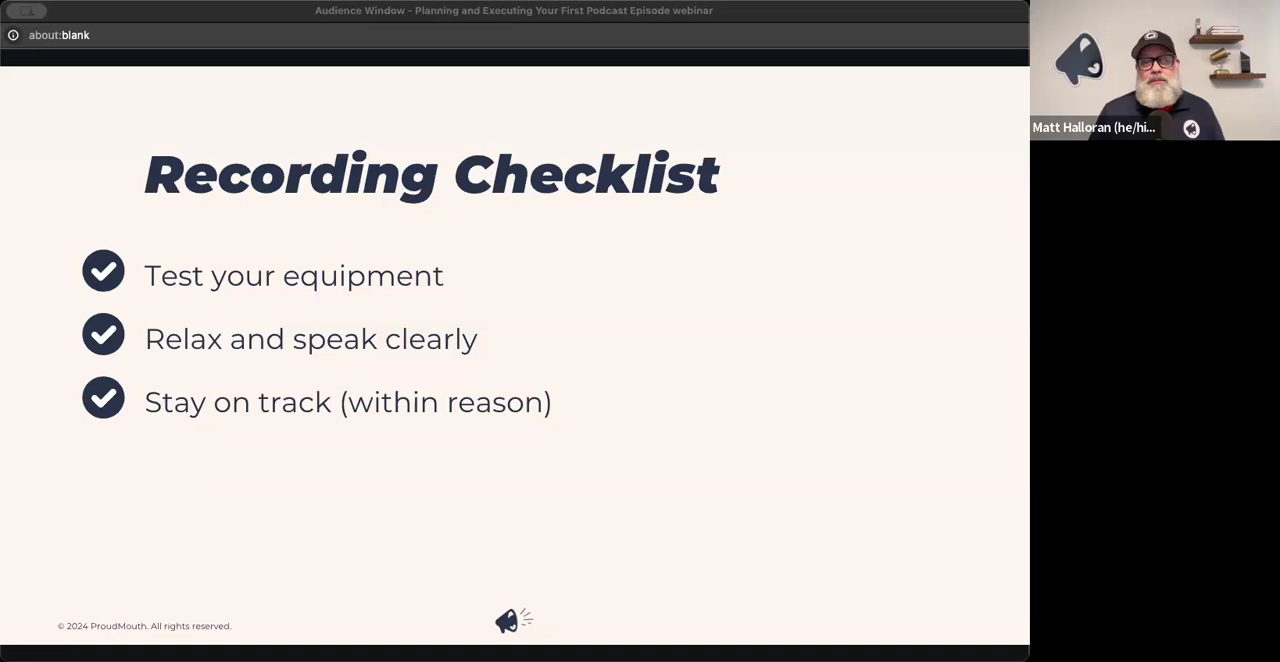 Audience Window - Planning and Executing Your First Podcast Episode webinar
about:blank
Matt Halloran (he/hi...
Recording Checklist
Test your equipment
Relax and speak clearly
Stay on track (within reason)
© 2024 ProudMouth. All rights reserved.